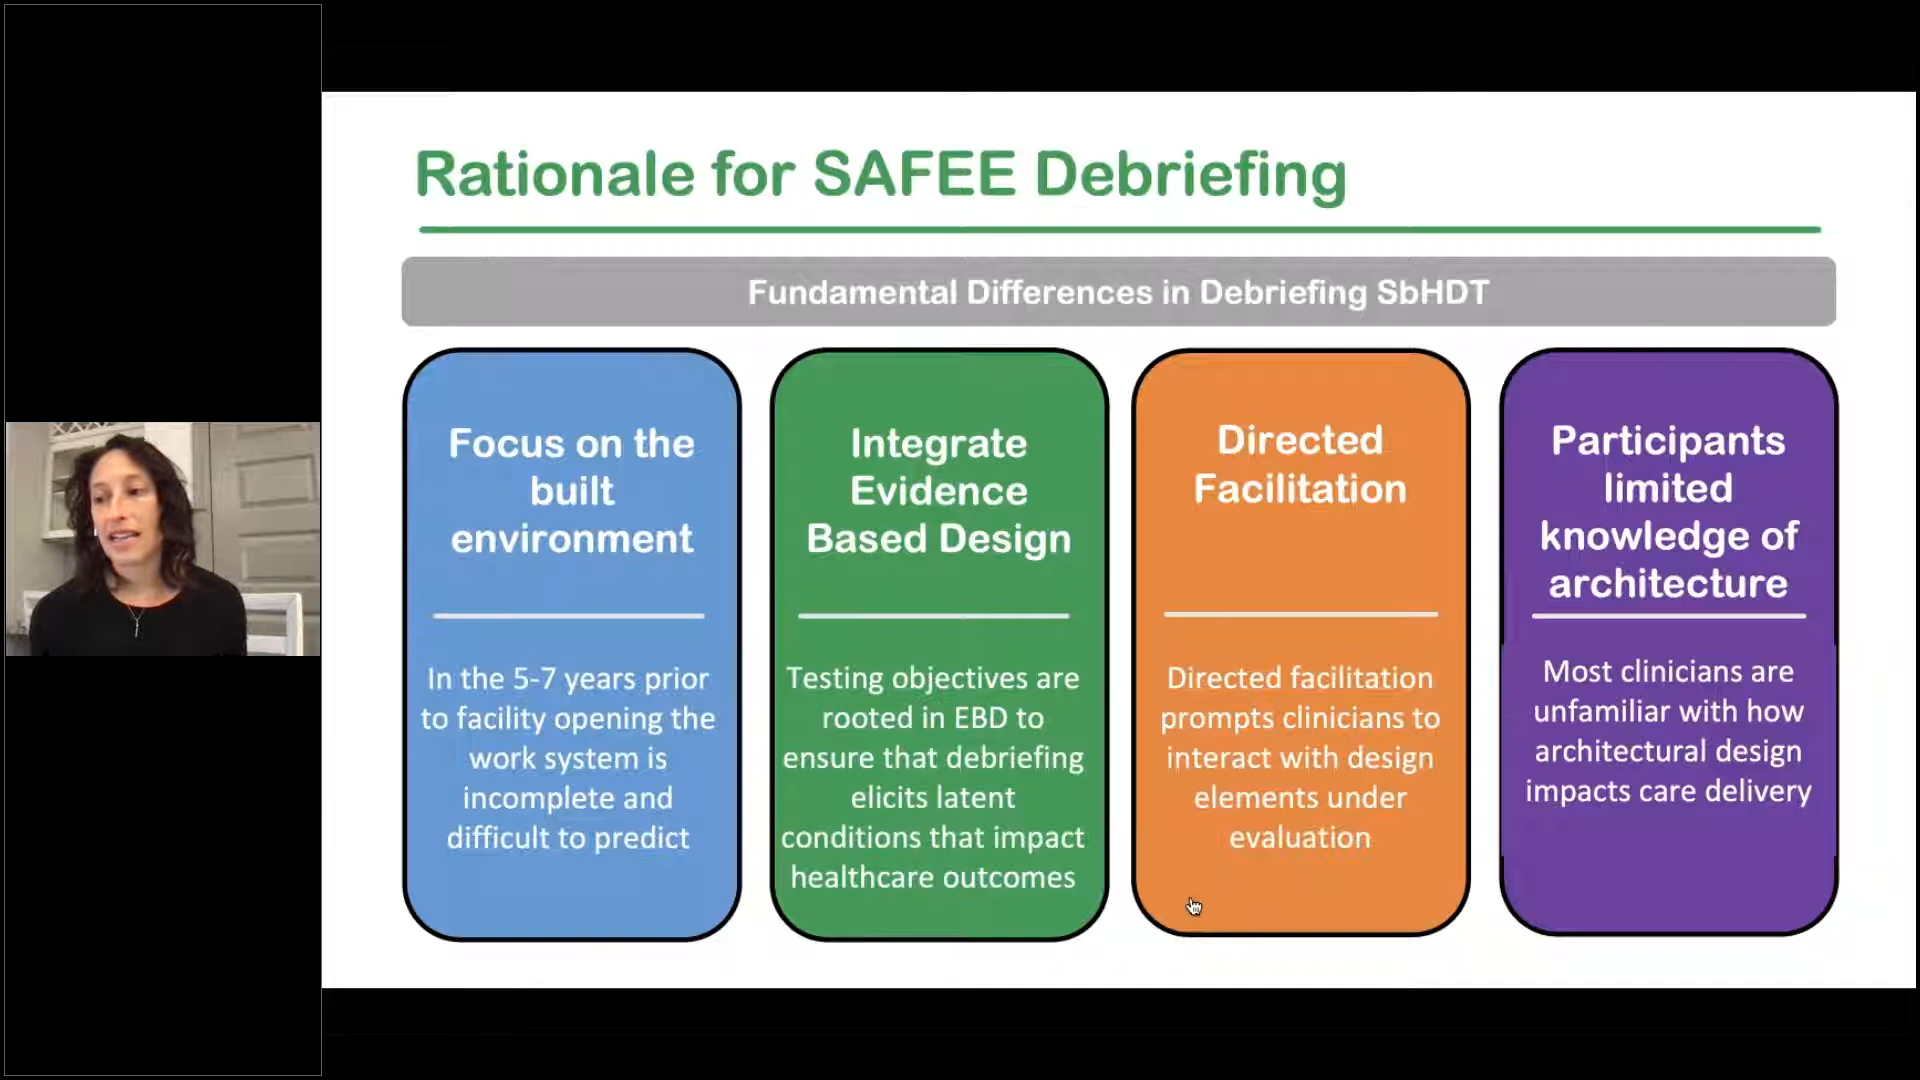 Rationale for SAFEE Debriefing
Fundamental Differences in Debriefing SbHDT
Focus on the
built
environment
In the 5-7 years prior
to facility opening the
work system is
incomplete and
difficult to predict
Integrate
Evidence
Based Design
Testing objectives are
rooted in EBD to
ensure that debriefing
elicits latent
conditions that impact
healthcare outcomes
Directed
Facilitation
Directed facilitation
prompts clinicians to
interact with design
elements under
evaluation
Participants
limited
knowledge of
architecture
Most clinicians are
unfamiliar with how
architectural design
impacts care delivery